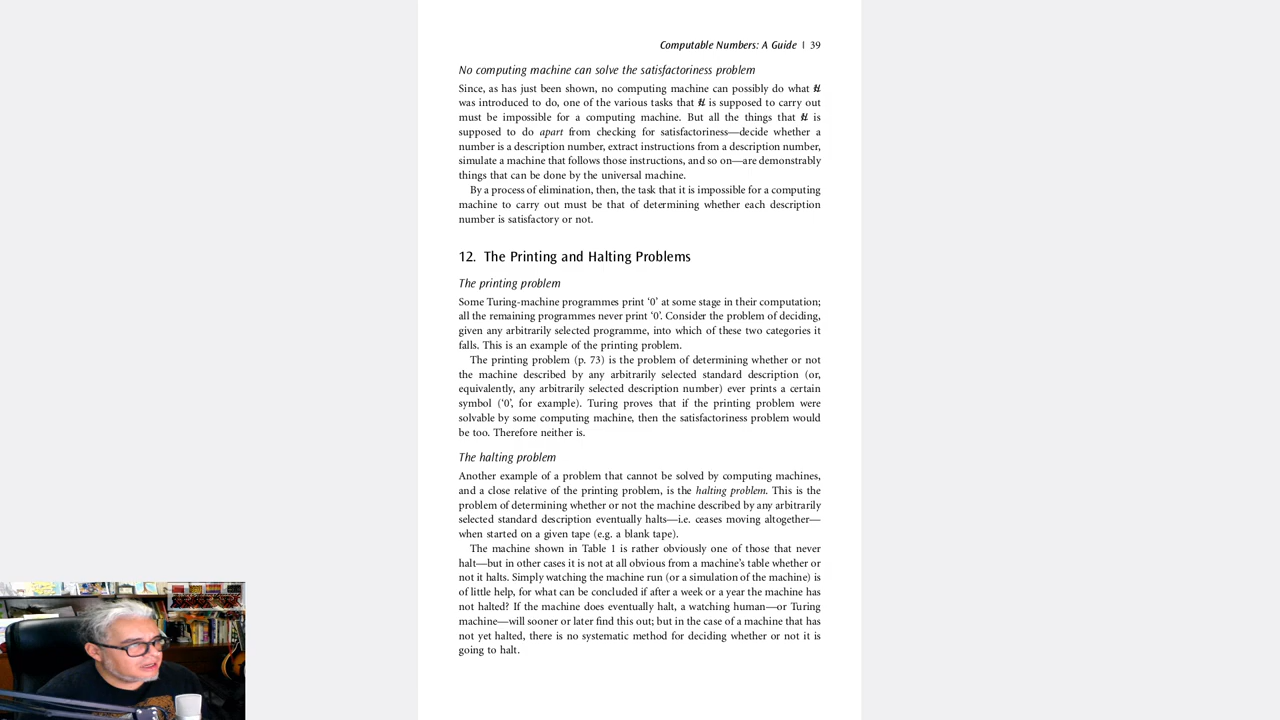 Computable Numbers: A Guide | 39
No computing machine can solve the satisfactoriness problem
Since, as has just been shown, no computing machine can possibly do what ℋ
was introduced to do, one of the various tasks that ℋ is supposed to carry out
must be impossible for a computing machine. But all the things that ℋ is
supposed to do apart from checking for satisfactoriness—decide whether a
number is a description number, extract instructions from a description number,
simulate a machine that follows those instructions, and so on—are demonstrably
things that can be done by the universal machine.
By a process of elimination, then, the task that it is impossible for a computing
machine to carry out must be that of determining whether each description
number is satisfactory or not.
12. The Printing and Halting Problems
The printing problem
Some Turing-machine programmes print ‘0’ at some stage in their computation;
all the remaining programmes never print ‘0’. Consider the problem of deciding,
given any arbitrarily selected programme, into which of these two categories it
falls. This is an example of the printing problem.
The printing problem (p. 73) is the problem of determining whether or not
the machine described by any arbitrarily selected standard description (or,
equivalently, any arbitrarily selected description number) ever prints a certain
symbol (‘0’, for example). Turing proves that if the printing problem were
solvable by some computing machine, then the satisfactoriness problem would
be too. Therefore neither is.
The halting problem
Another example of a problem that cannot be solved by computing machines,
and a close relative of the printing problem, is the halting problem. This is the
problem of determining whether or not the machine described by any arbitrarily
selected standard description eventually halts—i.e. ceases moving altogether—
when started on a given tape (e.g. a blank tape).
The machine shown in Table 1 is rather obviously one of those that never
halt—but in other cases it is not at all obvious from a machine’s table whether or
not it halts. Simply watching the machine run (or a simulation of the machine) is
of little help, for what can be concluded if after a week or a year the machine has
not halted? If the machine does eventually halt, a watching human—or Turing
machine—will sooner or later find this out; but in the case of a machine that has
not yet halted, there is no systematic method for deciding whether or not it is
going to halt.